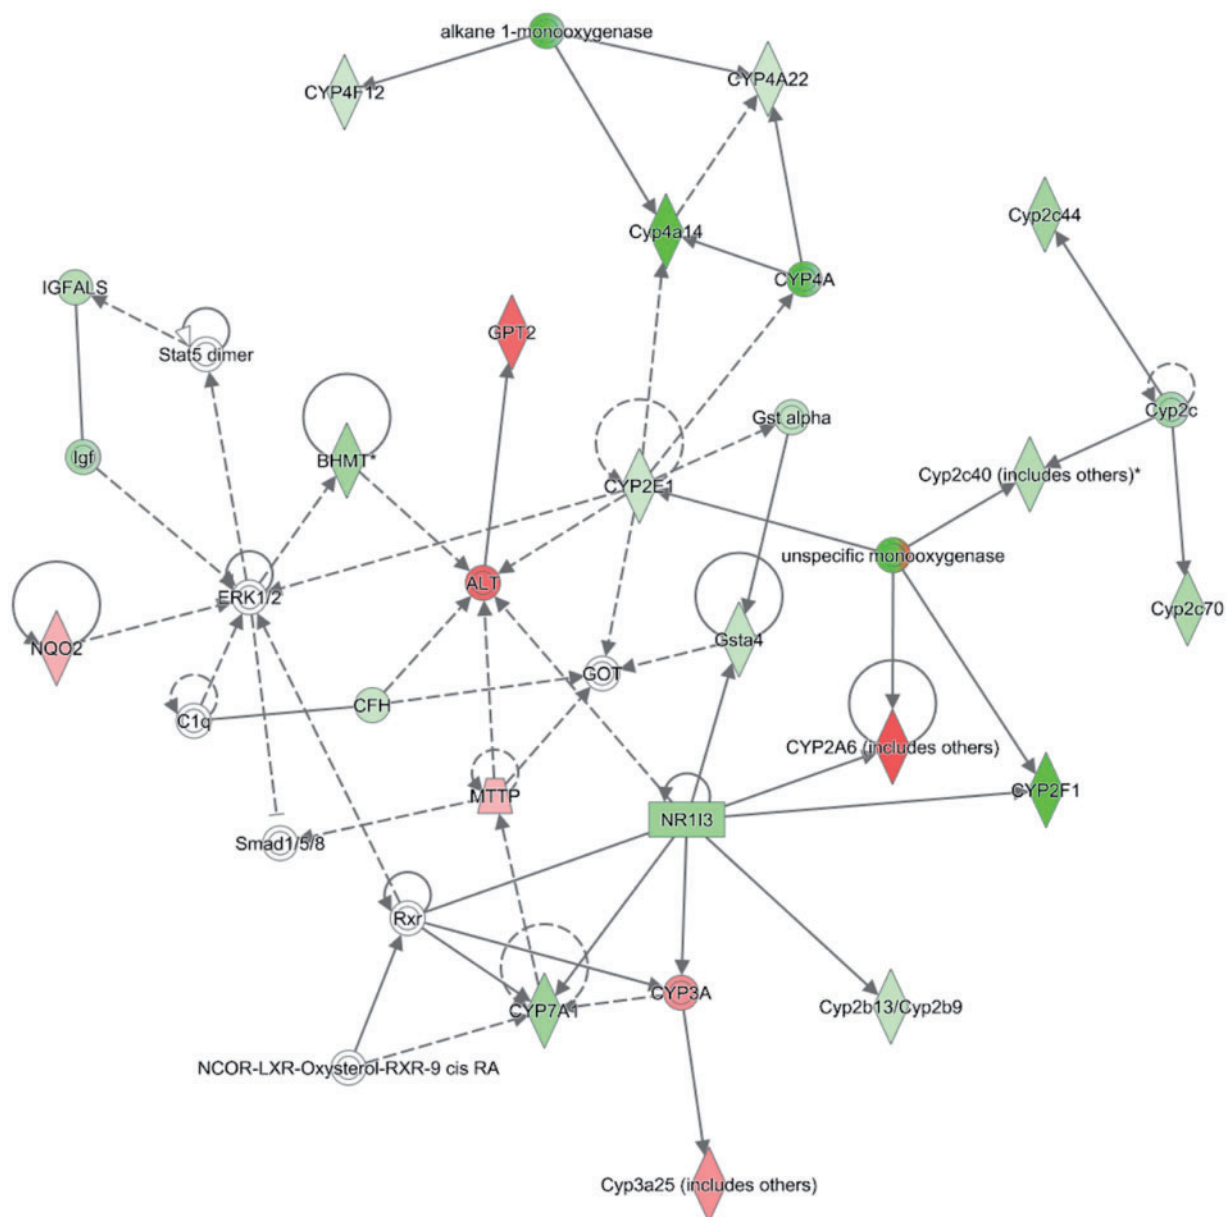 alkane 1-monooxygenase
CYP4F12
CYP4A22
Cyp2c44
Cyp4a14
CYP4A
IGFALS
GPT2
Stat5 dimer
Cyp2c
Gst alpha
Igf
BHMT*
CYP2E1
Cyp2c40 (includes others)*
unspecific monooxygenase
ALT
ERK1/2
Cyp2c70
NQO2
Gsta4
GOT
CFH
C1q
CYP2A6 (includes others)
CYP2F1
MTTP
NR1I3
Smad1/5/8
Rxr
CYP3A
CYP7A1
Cyp2b13/Cyp2b9
NCOR-LXR-Oxysterol-RXR-9 cis RA
Cyp3a25 (includes others)